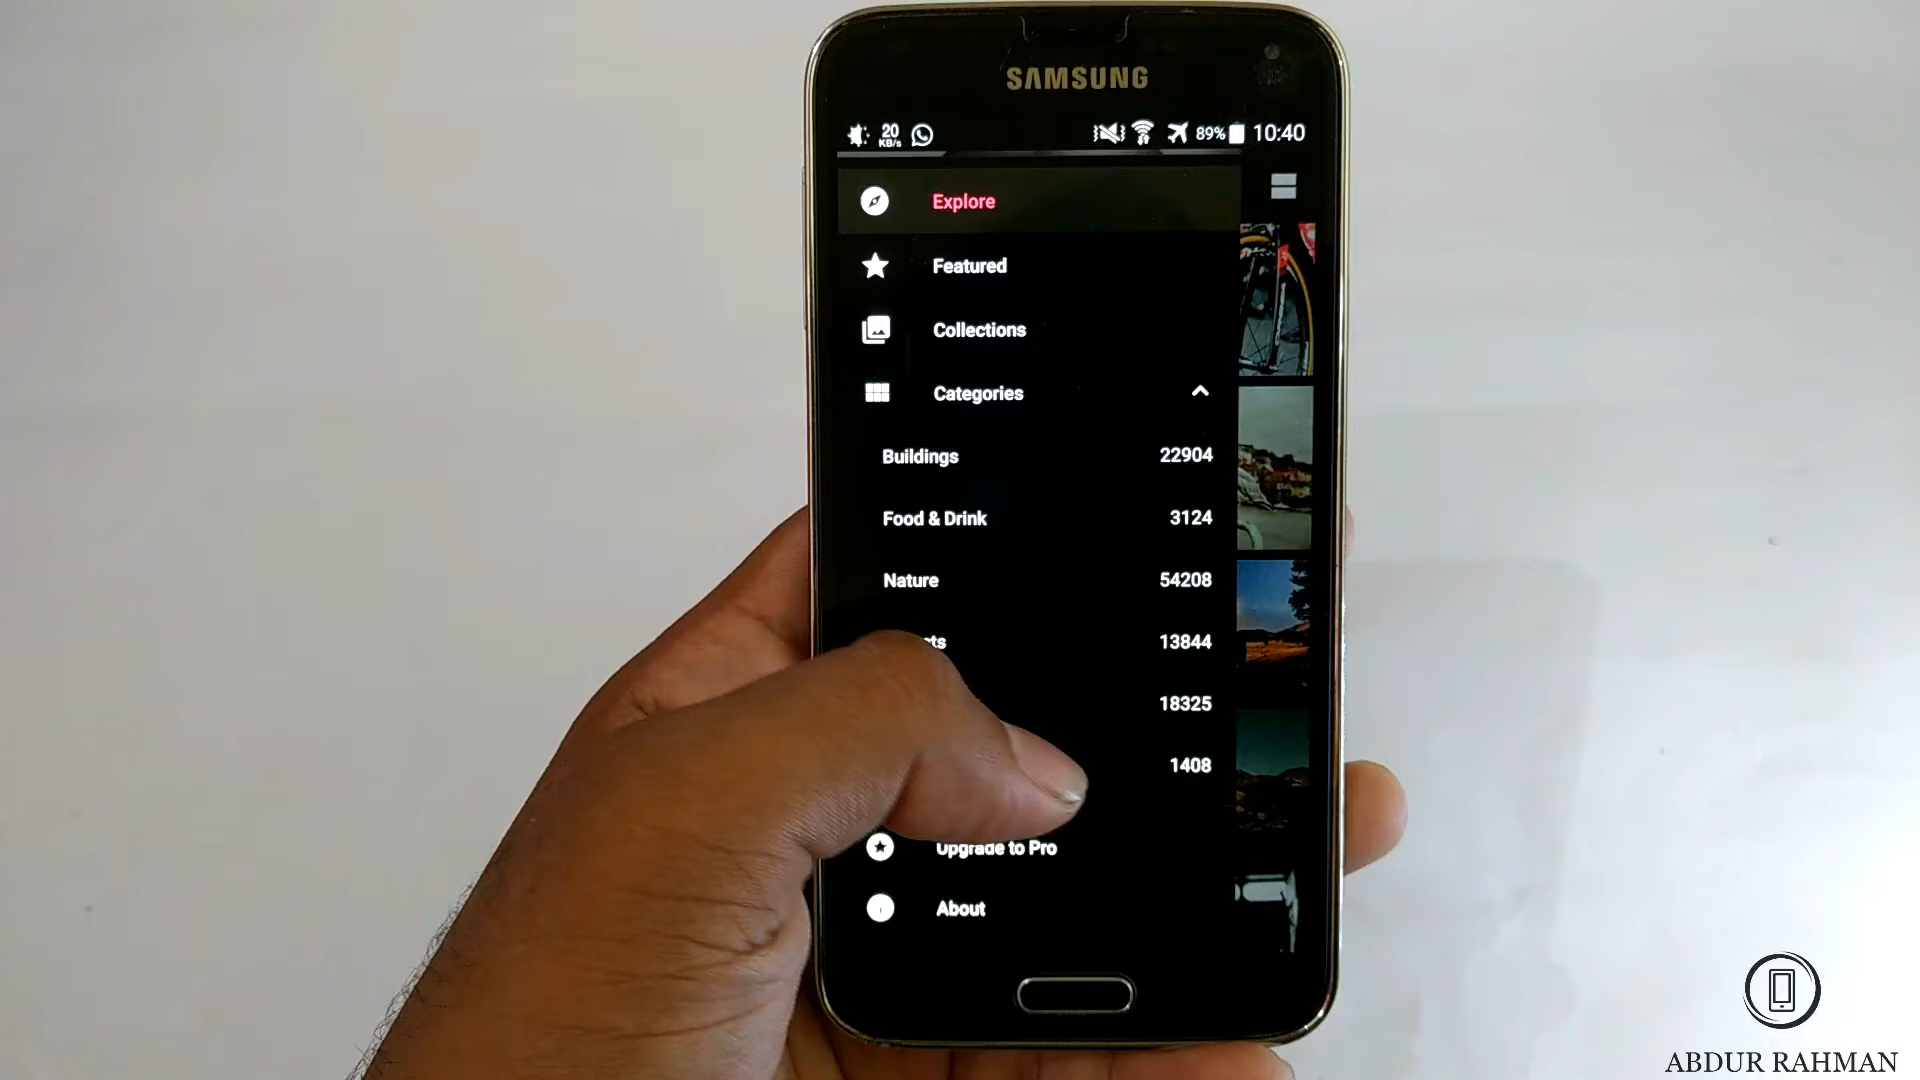 SAMSUNG
20 KB/s 89% 10:40
Explore
Featured
Collections
Categories
Buildings 22904
Food & Drink 3124
Nature 54208
13844
18325
1408
Upgrade to Pro
About
ABDUR RAHMAN